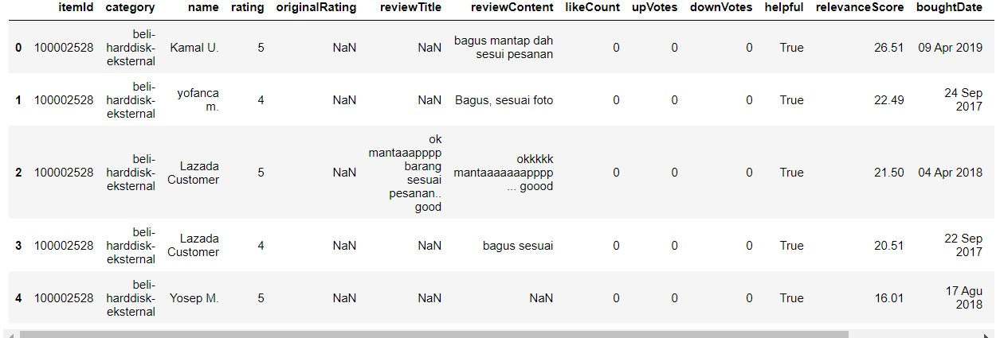 itemId category name rating originalRating reviewTitle reviewContent likeCount upVotes downVotes helpful relevanceScore boughtDate
0 100002528 beli-harddisk-eksternal Kamal U. 5 NaN NaN bagus mantap dah sesui pesanan 0 0 0 True 26.51 09 Apr 2019
1 100002528 beli-harddisk-eksternal yofanca m. 4 NaN NaN Bagus, sesuai foto 0 0 0 True 22.49 24 Sep 2017
2 100002528 beli-harddisk-eksternal Lazada Customer 5 NaN ok mantaaapppp barang sesuai pesanan.. good okkkkk mantaaaaaaapppp ... goood 0 0 0 True 21.50 04 Apr 2018
3 100002528 beli-harddisk-eksternal Lazada Customer 4 NaN NaN bagus sesuai 0 0 0 True 20.51 22 Sep 2017
4 100002528 beli-harddisk-eksternal Yosep M. 5 NaN NaN NaN 0 0 0 True 16.01 17 Agu 2018